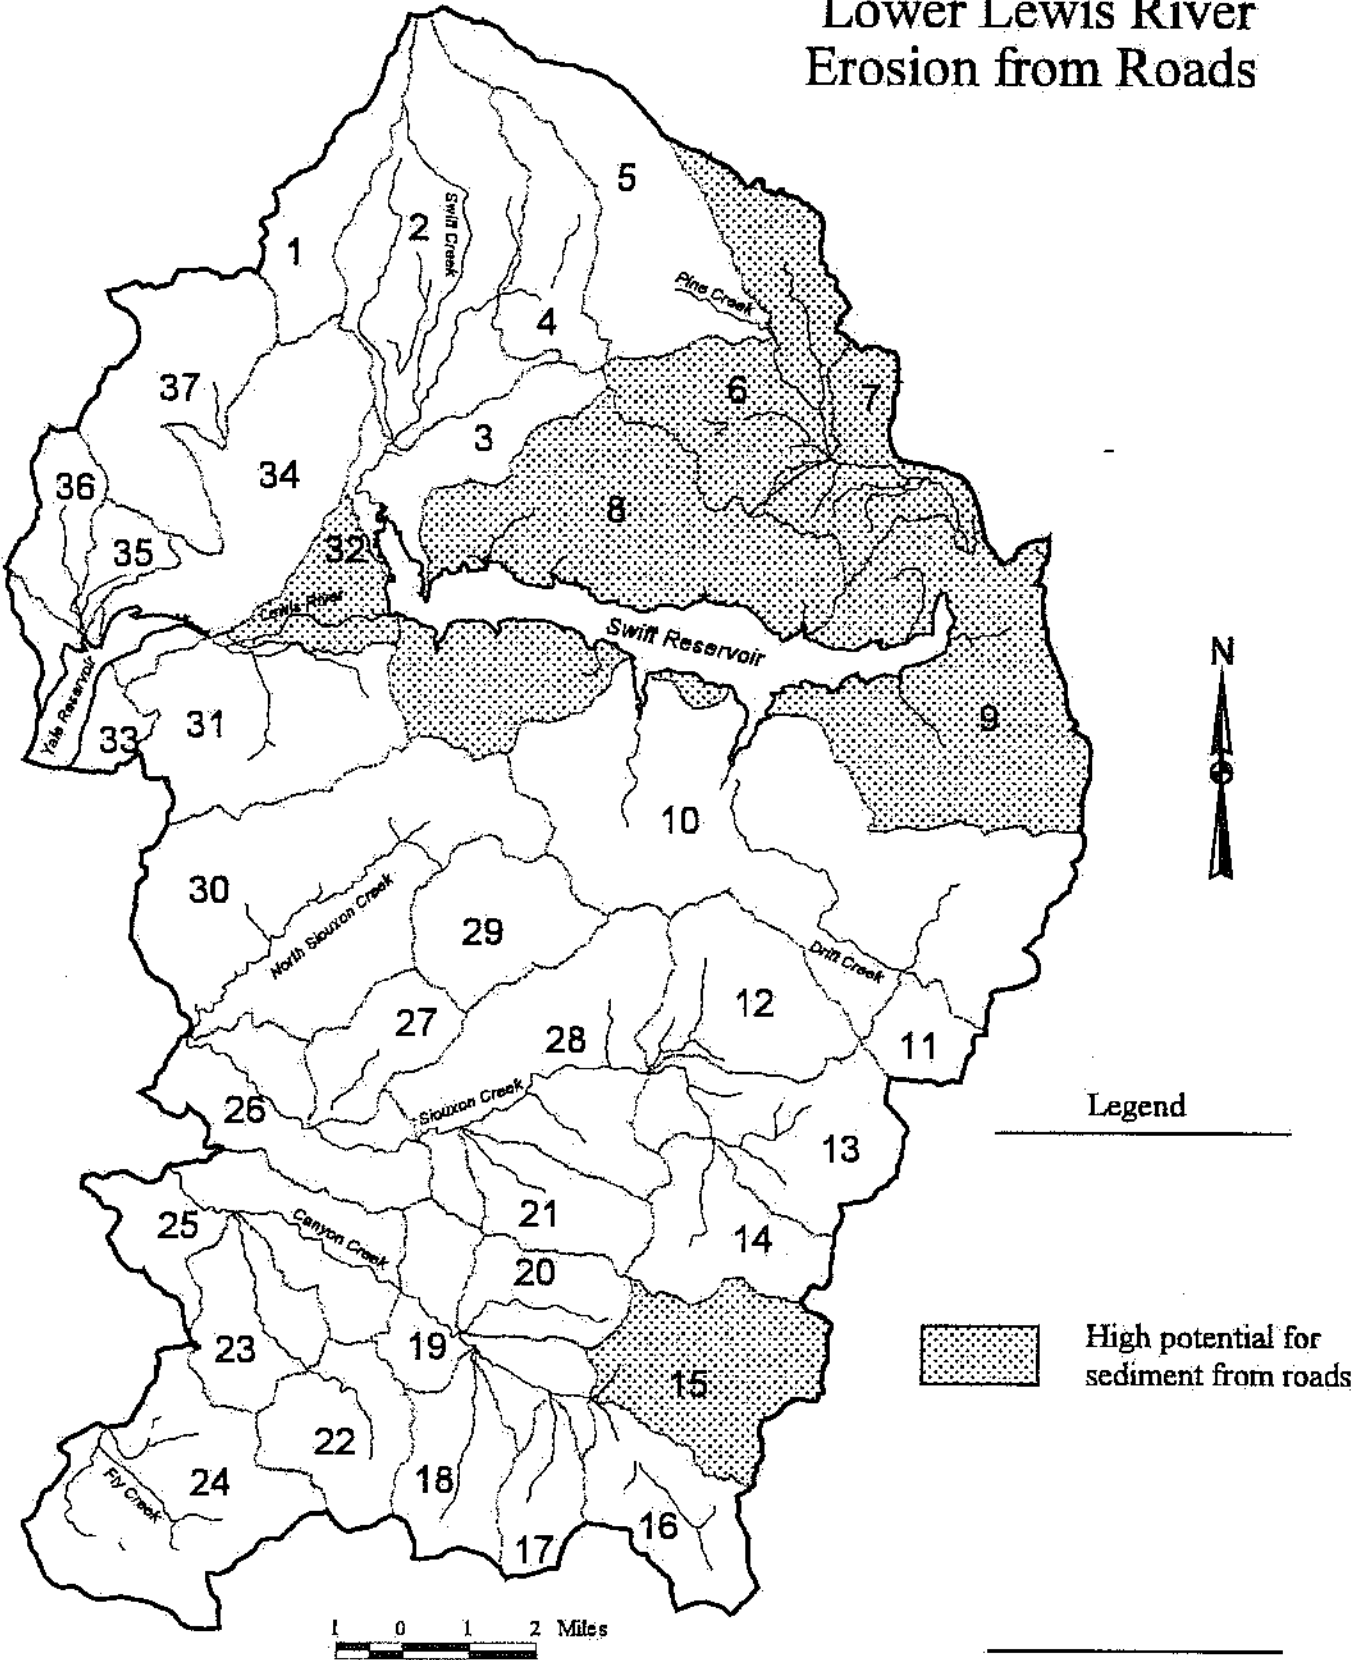 Lower Lewis River
Erosion from Roads
5
2
Swift Creek
1
Pine Creek
4
37
6
7
3
34
36
8
35
32
Lewis River
Swift Reservoir
N
Yale Reservoir
33
31
9
10
30
North Siouxon Creek
29
Drift Creek
12
27
28
11
26
Siouxon Creek
Legend
13
25
Canyon Creek
21
14
20
23
19
High potential for
sediment from roads
15
22
24
Fly Creek
18
16
17
1 0 1 2 Miles